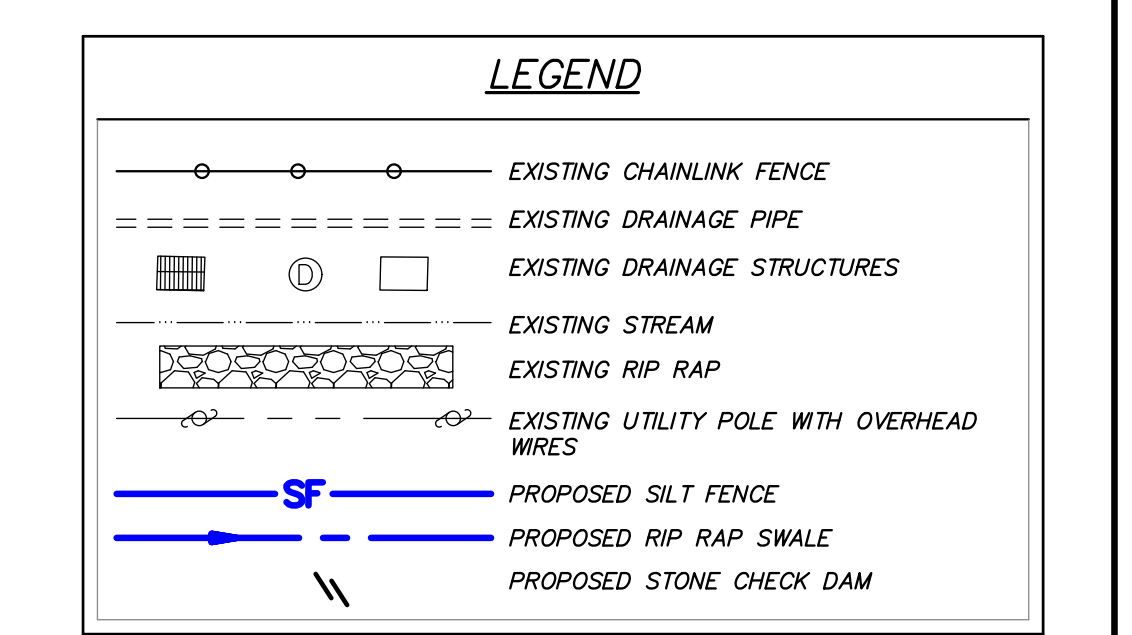 LEGEND
EXISTING CHAINLINK FENCE
EXISTING DRAINAGE PIPE
D
EXISTING DRAINAGE STRUCTURES
EXISTING STREAM
EXISTING RIP RAP
EXISTING UTILITY POLE WITH OVERHEAD
WIRES
SF
PROPOSED SILT FENCE
PROPOSED RIP RAP SWALE
PROPOSED STONE CHECK DAM